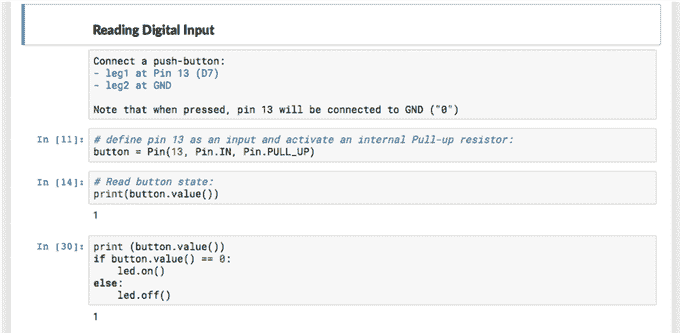 Reading Digital Input
Connect a push-button:
- leg1 at Pin 13 (D7)
- leg2 at GND
Note that when pressed, pin 13 will be connected to GND ("0")
In [11]: # define pin 13 as an input and activate an internal Pull-up resistor:
button = Pin(13, Pin.IN, Pin.PULL_UP)
In [14]: # Read button state:
print(button.value())
1
In [30]: print (button.value())
if button.value() == 0:
    led.on()
else:
    led.off()
1